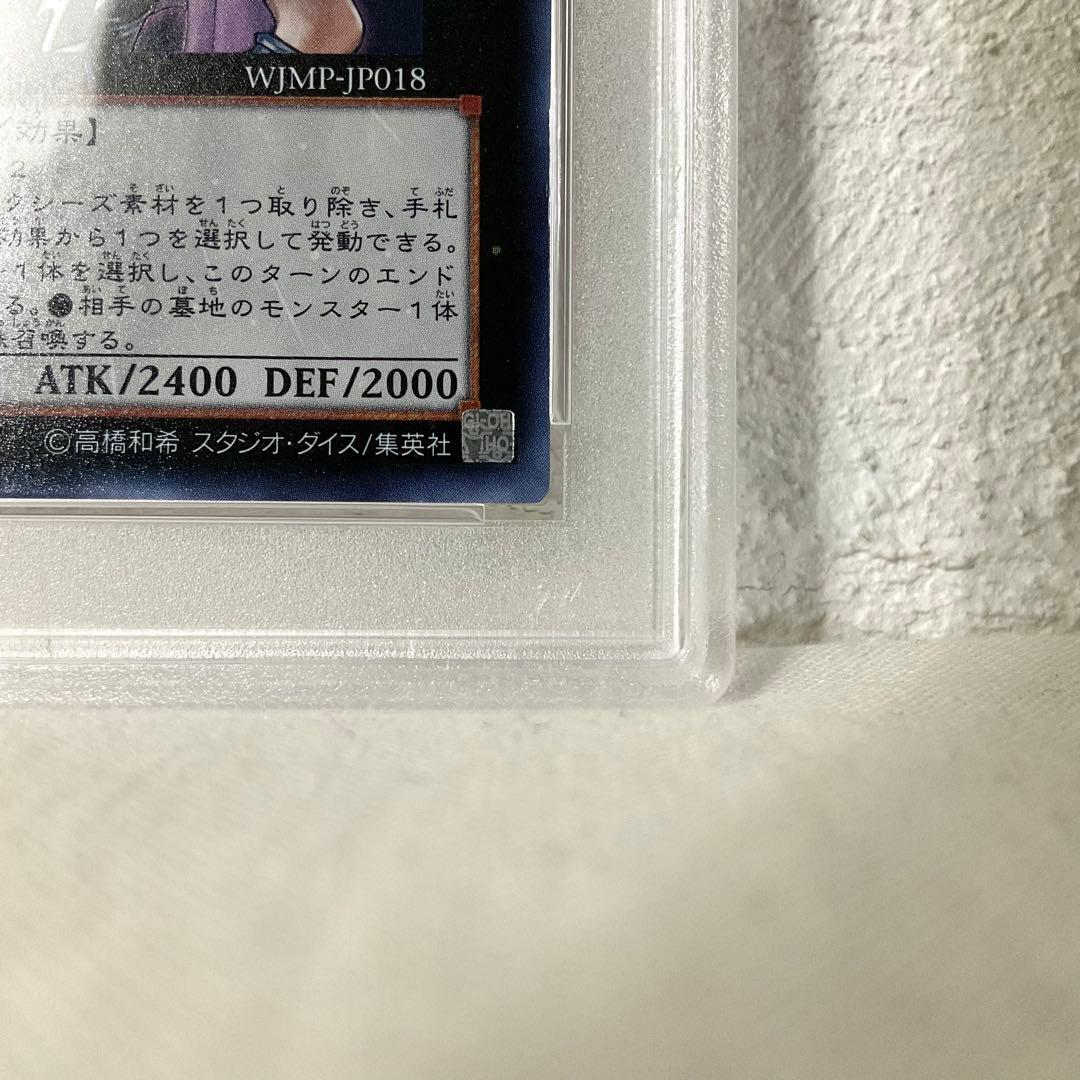 WJMP-JP018
効果】
2
クシーズ素材を1つ取り除き、手札
効果から1つを選択して発動できる。
1体を選択し、このターンのエンド
る。●相手の墓地のモンスター1体
召喚する。
ATK/2400 DEF/2000
©高橋和希 スタジオ・ダイス/集英社